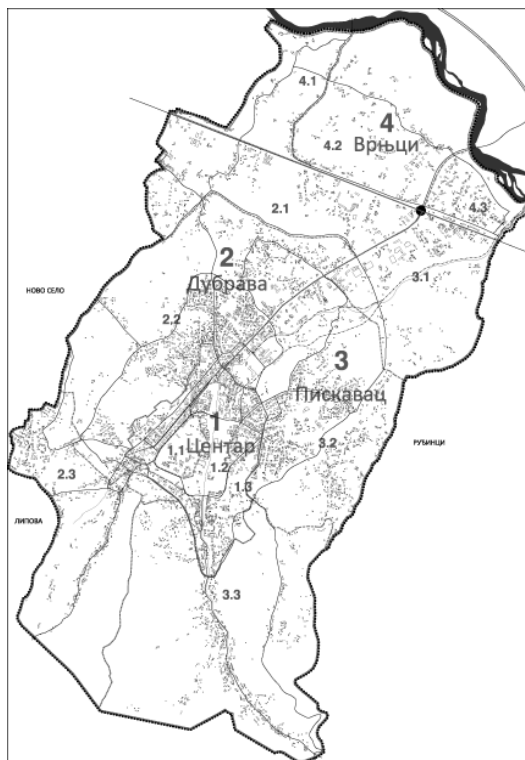 4.1
4
4.2
Врњци
2.1
4.3
2
3.1
Дубрава
НОВО СЕЛО
2.2
3
Пискавац
1
Центар
РУЂИНЦИ
1.1
3.2
1.2
2.3
1.3
ЛИПОВА
3.3